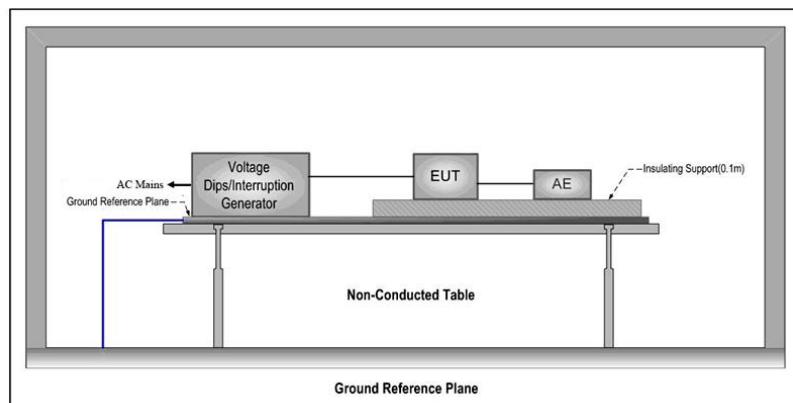 Voltage
Dips/Interruption
Generator
EUT
AE
Insulating Support(0.1m)
AC Mains
Ground Reference Plane
Non-Conducted Table
Ground Reference Plane